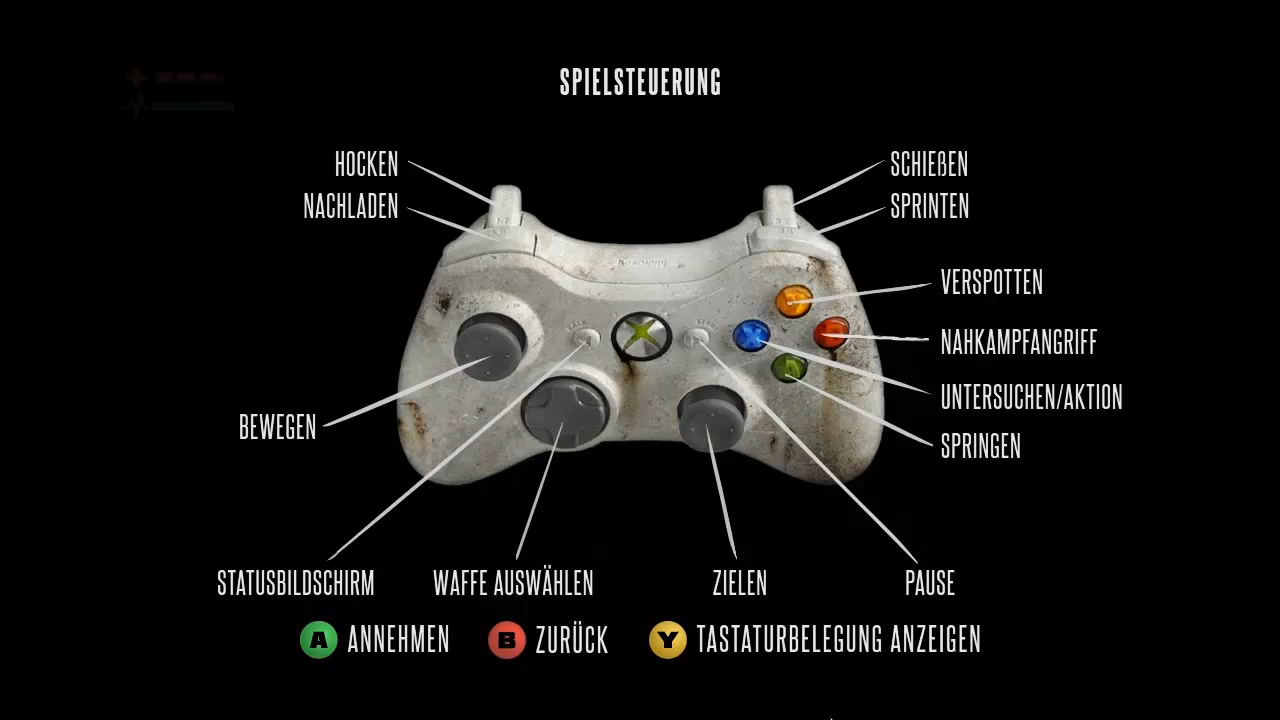 SPIELSTEUERUNG
HOCKEN
SCHIEßEN
NACHLADEN
SPRINTEN
VERSPOTTEN
NAHKAMPFANGRIFF
UNTERSUCHEN/AKTION
BEWEGEN
SPRINGEN
STATUSBILDSCHIRM
WAFFE AUSWÄHLEN
ZIELEN
PAUSE
A ANNEHMEN B ZURÜCK Y TASTATURBELEGUNG ANZEIGEN